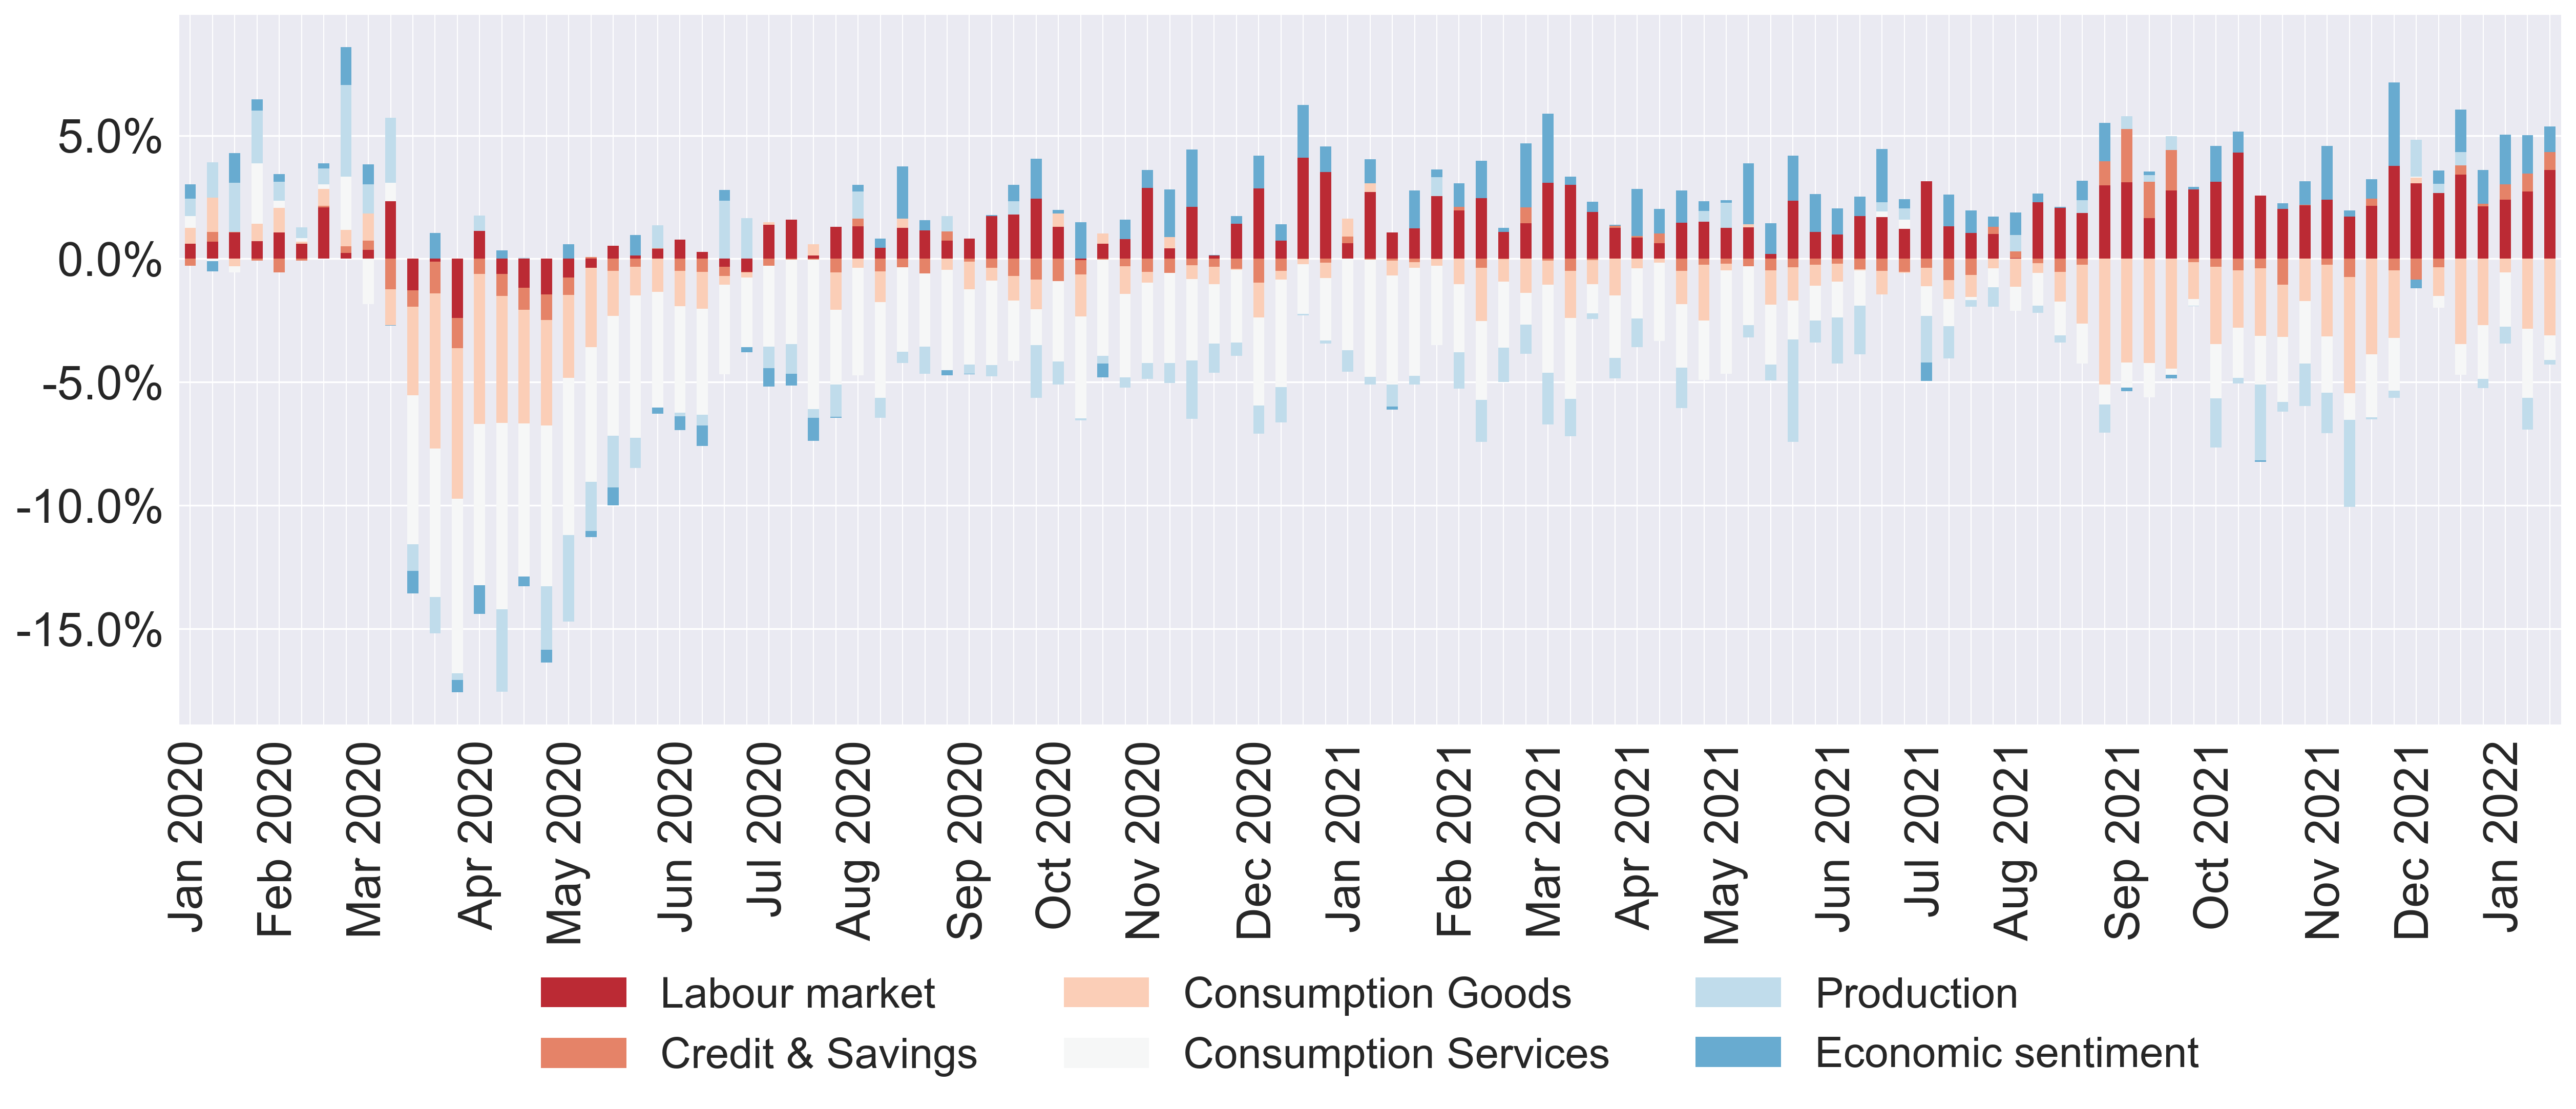 5.0%
0.0%
-5.0%
-10.0%
-15.0%
Jan 2020
Feb 2020
Mar 2020
Apr 2020
May 2020
Jun 2020
Jul 2020
Aug 2020
Sep 2020
Oct 2020
Nov 2020
Dec 2020
Jan 2021
Feb 2021
Mar 2021
Apr 2021
May 2021
Jun 2021
Jul 2021
Aug 2021
Sep 2021
Oct 2021
Nov 2021
Dec 2021
Jan 2022
Labour market
Credit & Savings
Consumption Goods
Consumption Services
Production
Economic sentiment